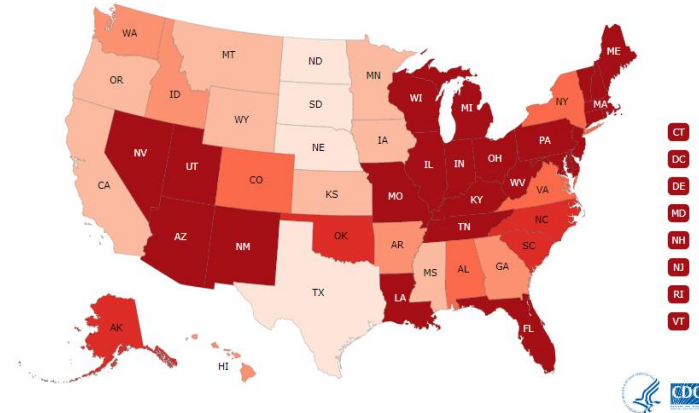 WA
MT
ND
MN
ME
OR
ID
SD
WI
MI
NY
MA
WY
IA
PA
CT
NE
NV
UT
IL
IN
OH
DC
CO
KS
MO
WV
VA
DE
CA
KY
MD
AZ
NM
OK
AR
TN
NC
SC
NH
TX
MS
AL
GA
NJ
LA
RI
AK
FL
VT
HI
CDC